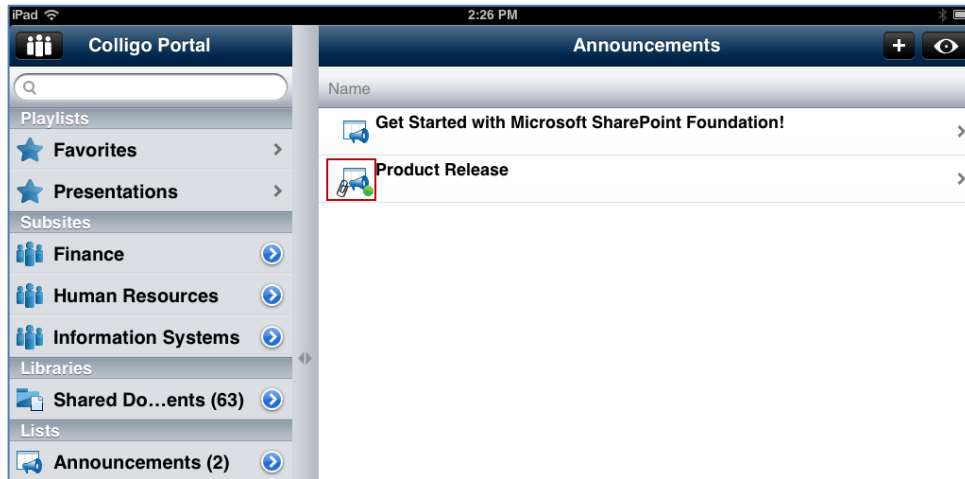 iPad 2:26 PM
Colligo Portal
Announcements
Name
Playlists
Favorites
Presentations
Subsites
Finance
Human Resources
Information Systems
Libraries
Shared Do...ents (63)
Lists
Announcements (2)
Get Started with Microsoft SharePoint Foundation!
Product Release